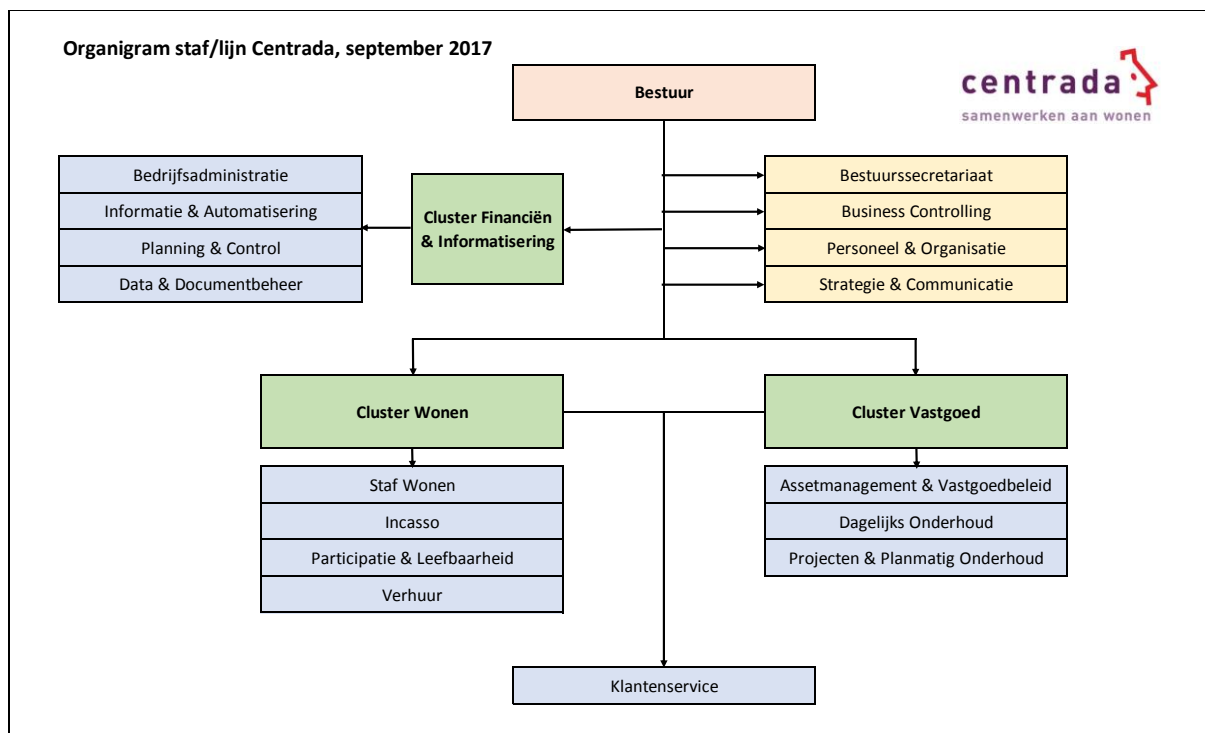 Organigram staf/lijn Centrada, september 2017
centrada
samenwerken aan wonen
Bestuur
Bedrijfsadministratie
Informatie & Automatisering
Planning & Control
Data & Documentbeheer
Cluster Financiën
& Informatisering
Bestuurssecretariaat
Business Controlling
Personeel & Organisatie
Strategie & Communicatie
Cluster Wonen
Cluster Vastgoed
Staf Wonen
Incasso
Participatie & Leefbaarheid
Verhuur
Assetmanagement & Vastgoedbeleid
Dagelijks Onderhoud
Projecten & Planmatig Onderhoud
Klantenservice